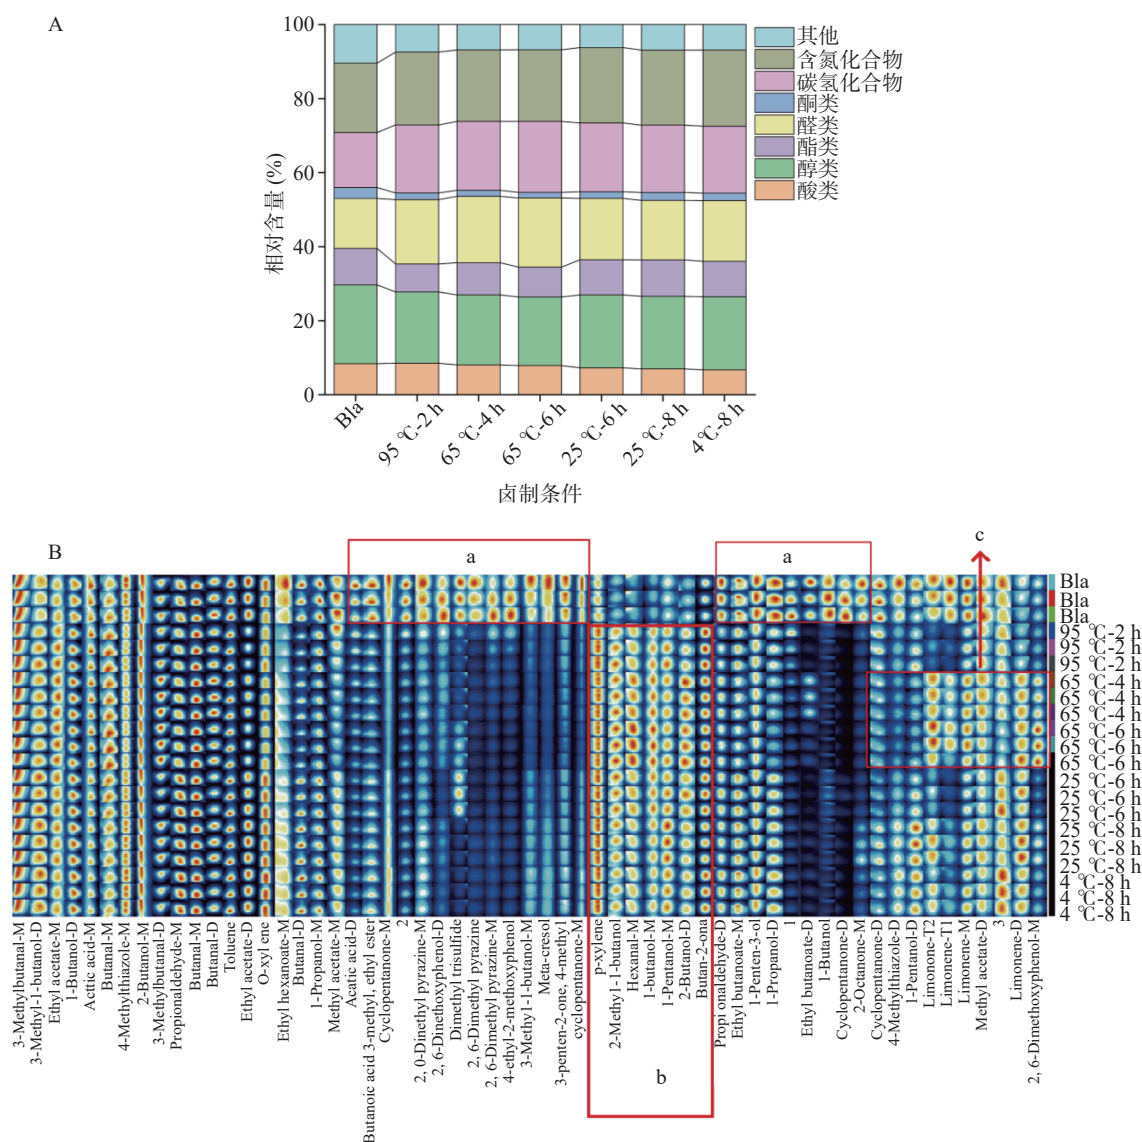 A
100
80
60
40
20
0
相对含量 (%)
其他
含氮化合物
碳氢化合物
酮类
醛类
酯类
醇类
酸类
Bla
95 ℃-2 h
65 ℃-4 h
65 ℃-6 h
25 ℃-6 h
25 ℃-8 h
4℃-8 h
卤制条件
B
a
a
c
Bla
Bla
Bla
95 ℃-2 h
95 ℃-2 h
95 ℃-2 h
65 ℃-4 h
65 ℃-4 h
65 ℃-4 h
65 ℃-6 h
65 ℃-6 h
65 ℃-6 h
25 ℃-6 h
25 ℃-6 h
25 ℃-6 h
25 ℃-8 h
25 ℃-8 h
25 ℃-8 h
4 ℃-8 h
4 ℃-8 h
4 ℃-8 h
3-Methylbutanal-M
3-Methyl-1-butanol-D
Ethyl acetate-M
1-Butanol-D
Actic acid-M
Butanal-M
4-Methylthiazole-M
2-Butanol-M
3-Methylbutanal-D
Propionaldehyde-M
Butanal-M
Butanal-D
Toluene
Ethyl acetate-D
O-xylene
Ethyl hexanoate-M
Butanal-D
1-Propanol-M
Methyl acetate-M
Acatic acid-D
Butanoic acid 3-methyl, ethyl ester
Cyclopentanone-M
2
2, 0-Dinethyl pyrazine-M
2, 6-Dinethoxyphenol-D
Dimethyl trisulfide
2, 6-Dimethyl pyrazine
2, 6-Dimethyl pyrazine-M
4-ethyl-2-methoxyphenol
3-Methy1-1-butanol-M
Meta-cresol
3-penten-2-one, 4-methyl
cyclopentanone-M
p-xylene
2-Methyl-1-butanol
Hexanal-M
1-butanol-M
1-Pentanol-M
2-Butanol-D
Butan-2-ona
Propi onaldehyde-D
Ethyl butanoate-M
1-Penten-3-ol
1-Propanol-D
1
Ethyl butanoate-D
1-Butanol
Cyclopentanone-D
2-Octanone-M
Cyclopentanone-D
4-Methylthiazole-D
1-Pentanol-D
Limonone-T2
Limonene-T1
Limonene-M
Methyl acetate-D
3
Limonene-D
2, 6-Dimethoxyphenol-M
b